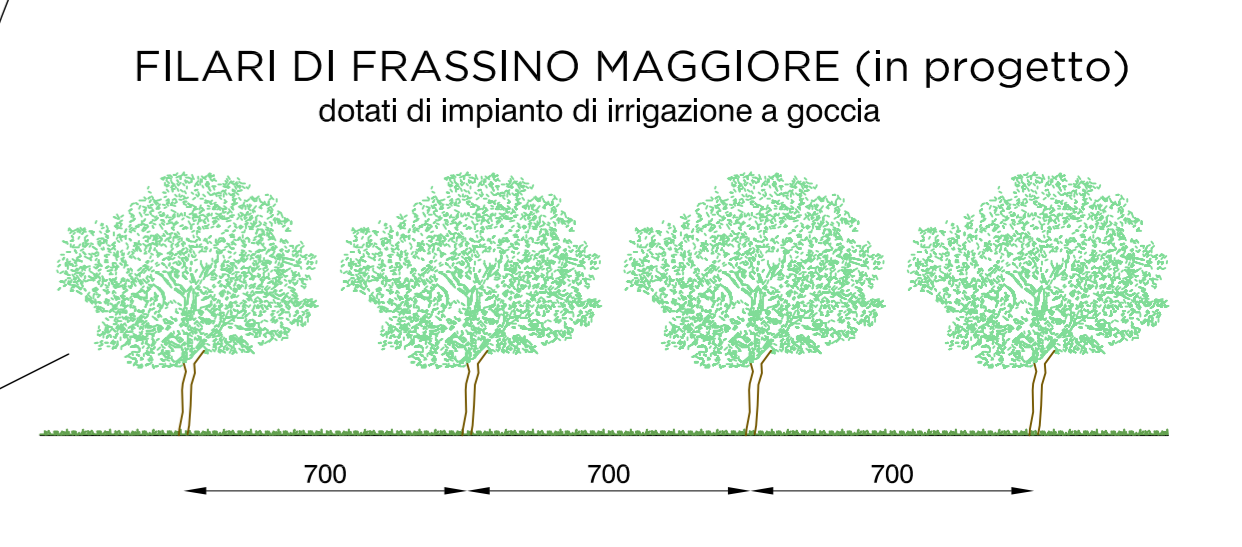 FILARI DI FRASSINO MAGGIORE (in progetto)
dotati di impianto di irrigazione a goccia
700 700 700